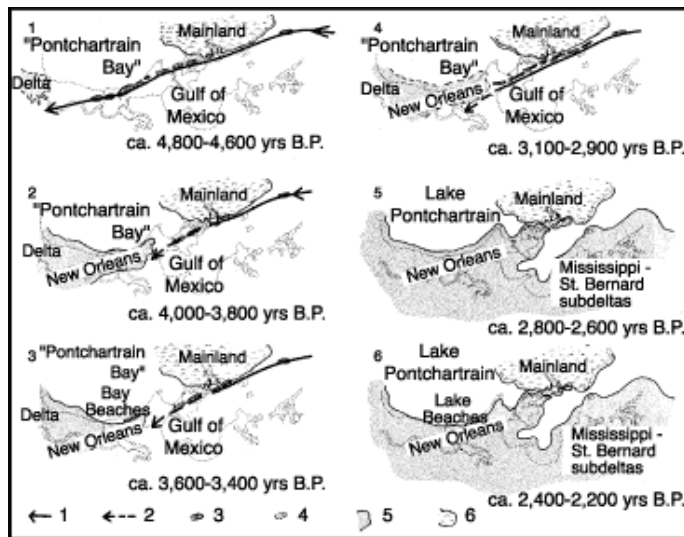 1
"Pontchartrain
Bay"
Mainland
Delta
Gulf of
Mexico
ca. 4,800-4,600 yrs B.P.
2
"Pontchartrain
Bay"
Mainland
Delta
New Orleans
Gulf of
Mexico
ca. 4,000-3,800 yrs B.P.
3
"Pontchartrain
Bay"
Bay
Beaches
Mainland
Delta
New Orleans
Gulf of
Mexico
ca. 3,600-3,400 yrs B.P.
4
"Pontchartrain
Bay"
Mainland
Delta
New Orleans
Gulf of
Mexico
ca. 3,100-2,900 yrs B.P.
5
Lake
Pontchartrain
Mainland
New Orleans
Mississippi -
St. Bernard
subdeltas
ca. 2,800-2,600 yrs B.P.
6
Lake
Pontchartrain
Mainland
Lake
Beaches
New Orleans
Mississippi -
St. Bernard
subdeltas
ca. 2,400-2,200 yrs B.P.
1 2 3 4 5 6